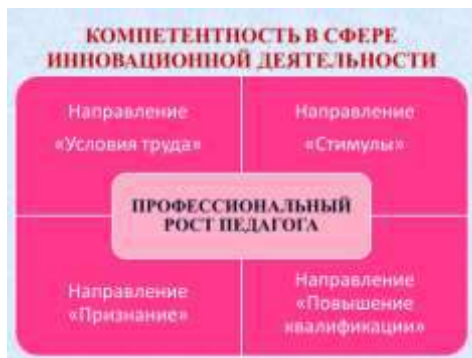 КОМПЕТЕНТНОСТЬ В СФЕРЕ
ИННОВАЦИОННОЙ ДЕЯТЕЛЬНОСТИ
Направление
«Условия труда»
Направление
«Стимулы»
ПРОФЕССИОНАЛЬНЫЙ
РОСТ ПЕДАГОГА
Направление
«Признание»
Направление
«Повышение
квалификации»